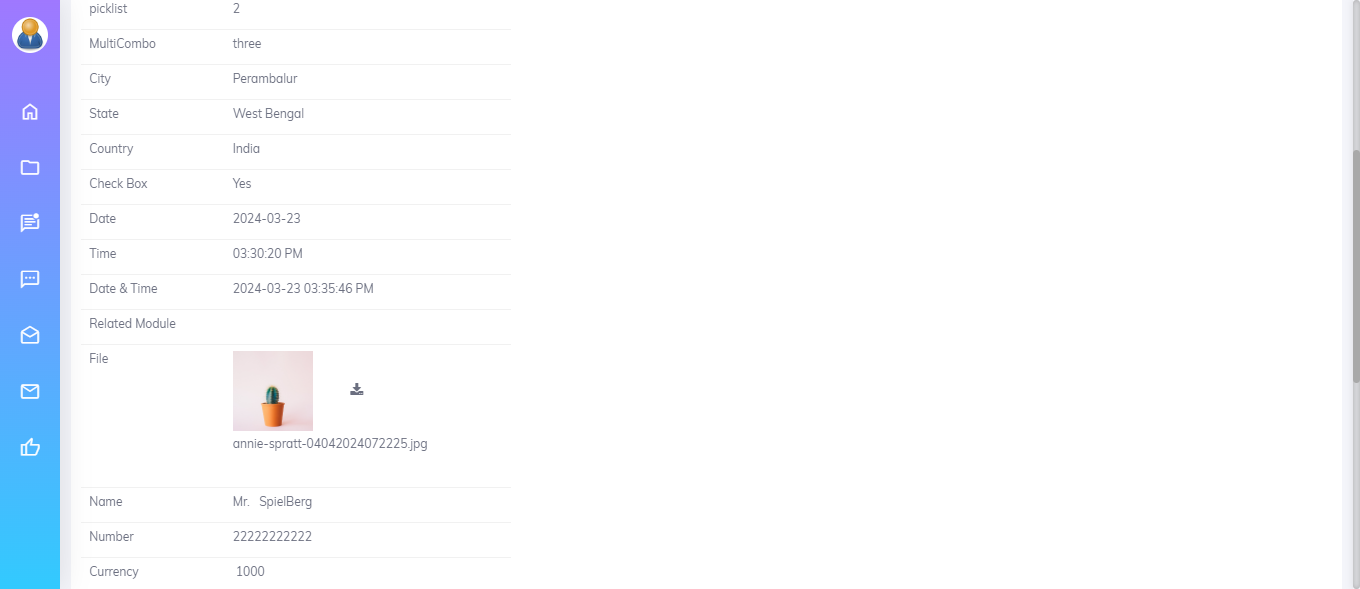 picklist 2
MultiCombo three
City Perambalur
State West Bengal
Country India
Check Box Yes
Date 2024-03-23
Time 03:30:20 PM
Date & Time 2024-03-23 03:35:46 PM
Related Module
File
annie-spratt-04042024072225.jpg
Name Mr. SpielBerg
Number 22222222222
Currency 1000